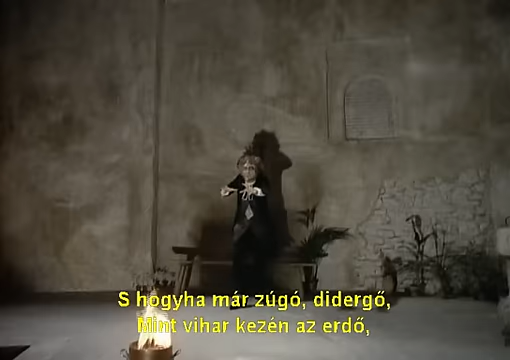 S hogyha már zúgó, didergő,
Mint vihar kezén az erdő,